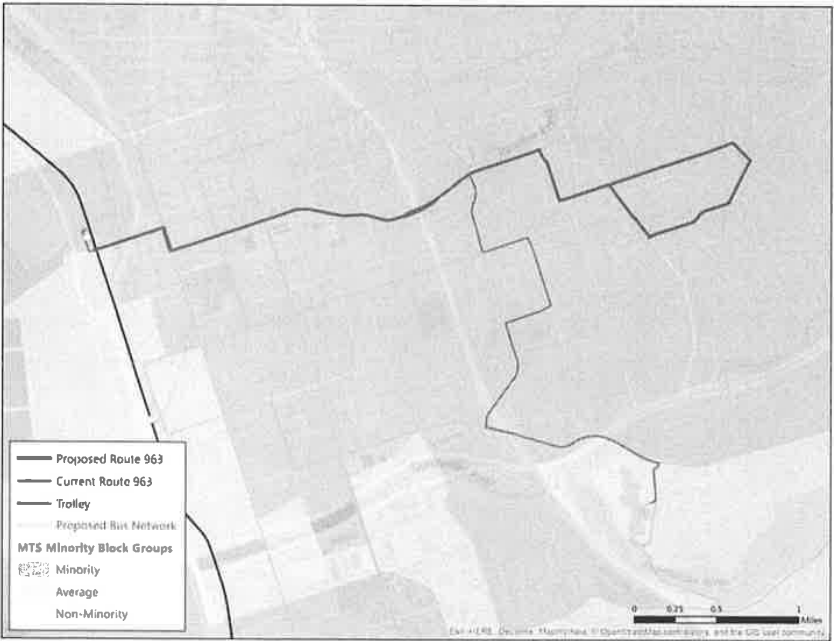 Proposed Route 963
Current Route 963
Trolley
Proposed Bus Network
MTS Minority Block Groups
Minority
Average
Non-Minority
0 0.25 0.5 1
Miles